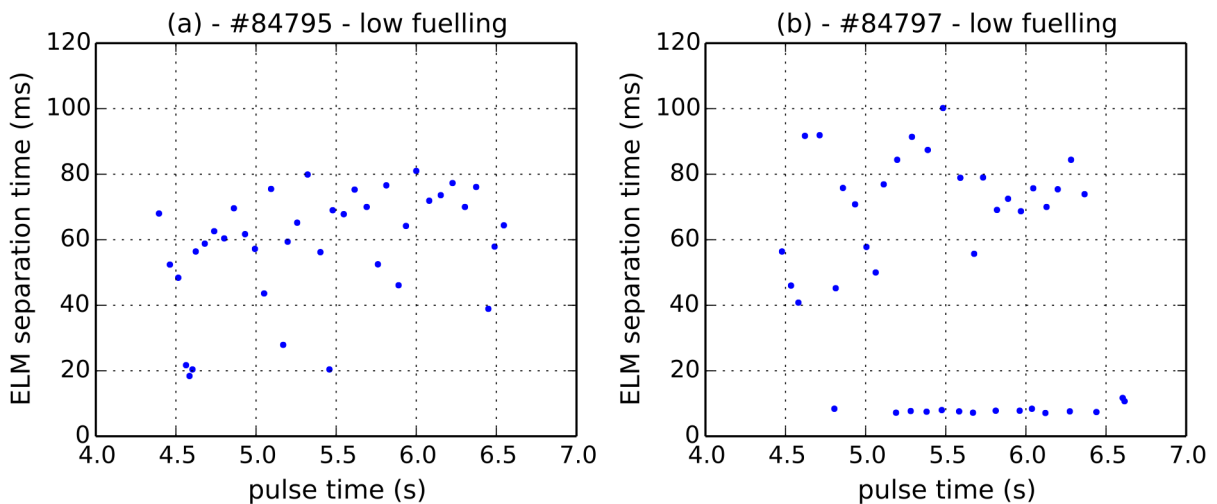 (a) - #84795 - low fuelling
120
100
80
60
40
20
0
ELM separation time (ms)
4.0 4.5 5.0 5.5 6.0 6.5 7.0
pulse time (s)
(b) - #84797 - low fuelling
120
100
80
60
40
20
0
ELM separation time (ms)
4.0 4.5 5.0 5.5 6.0 6.5 7.0
pulse time (s)